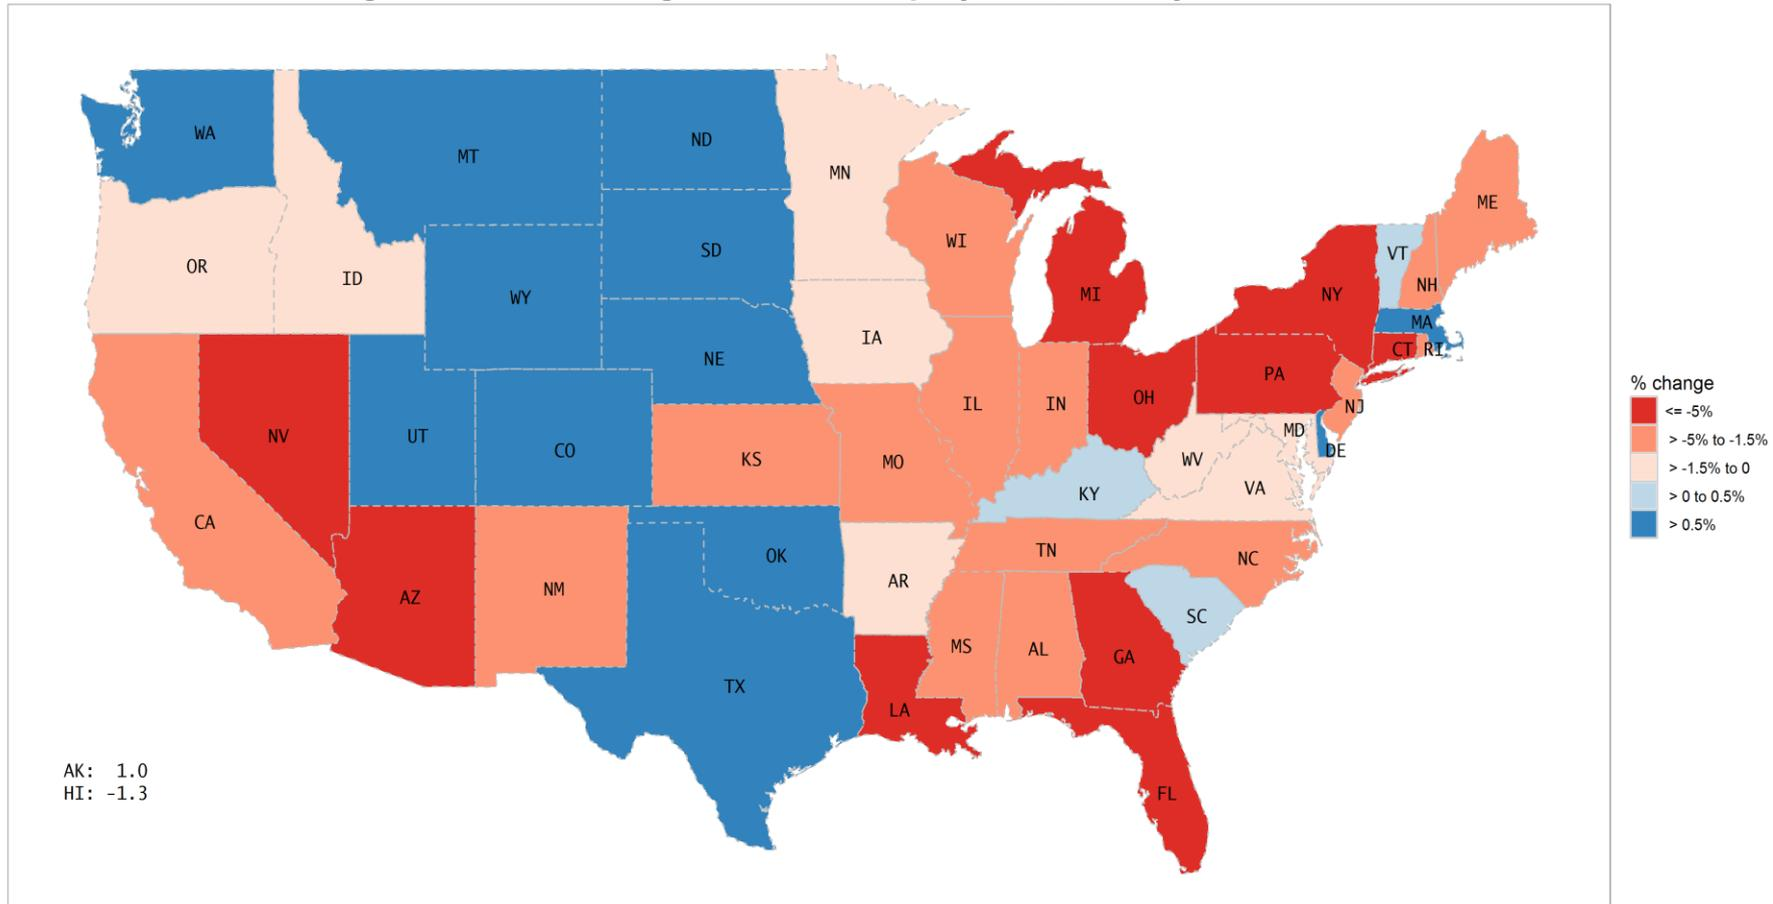 WA
MT
ND
MN
ME
SD
WI
VT
OR
ID
NH
WY
MI
NY
MA
IA
CT RI
NE
PA
OH
IL
IN
NJ
NV
UT
CO
MD
DE
KS
MO
WV
VA
KY
CA
TN
OK
NC
AR
NM
AZ
SC
MS
AL
GA
TX
LA
FL
AK: 1.0
HI: -1.3
% change
<= -5%
> -5% to -1.5%
> -1.5% to 0
> 0 to 0.5%
> 0.5%